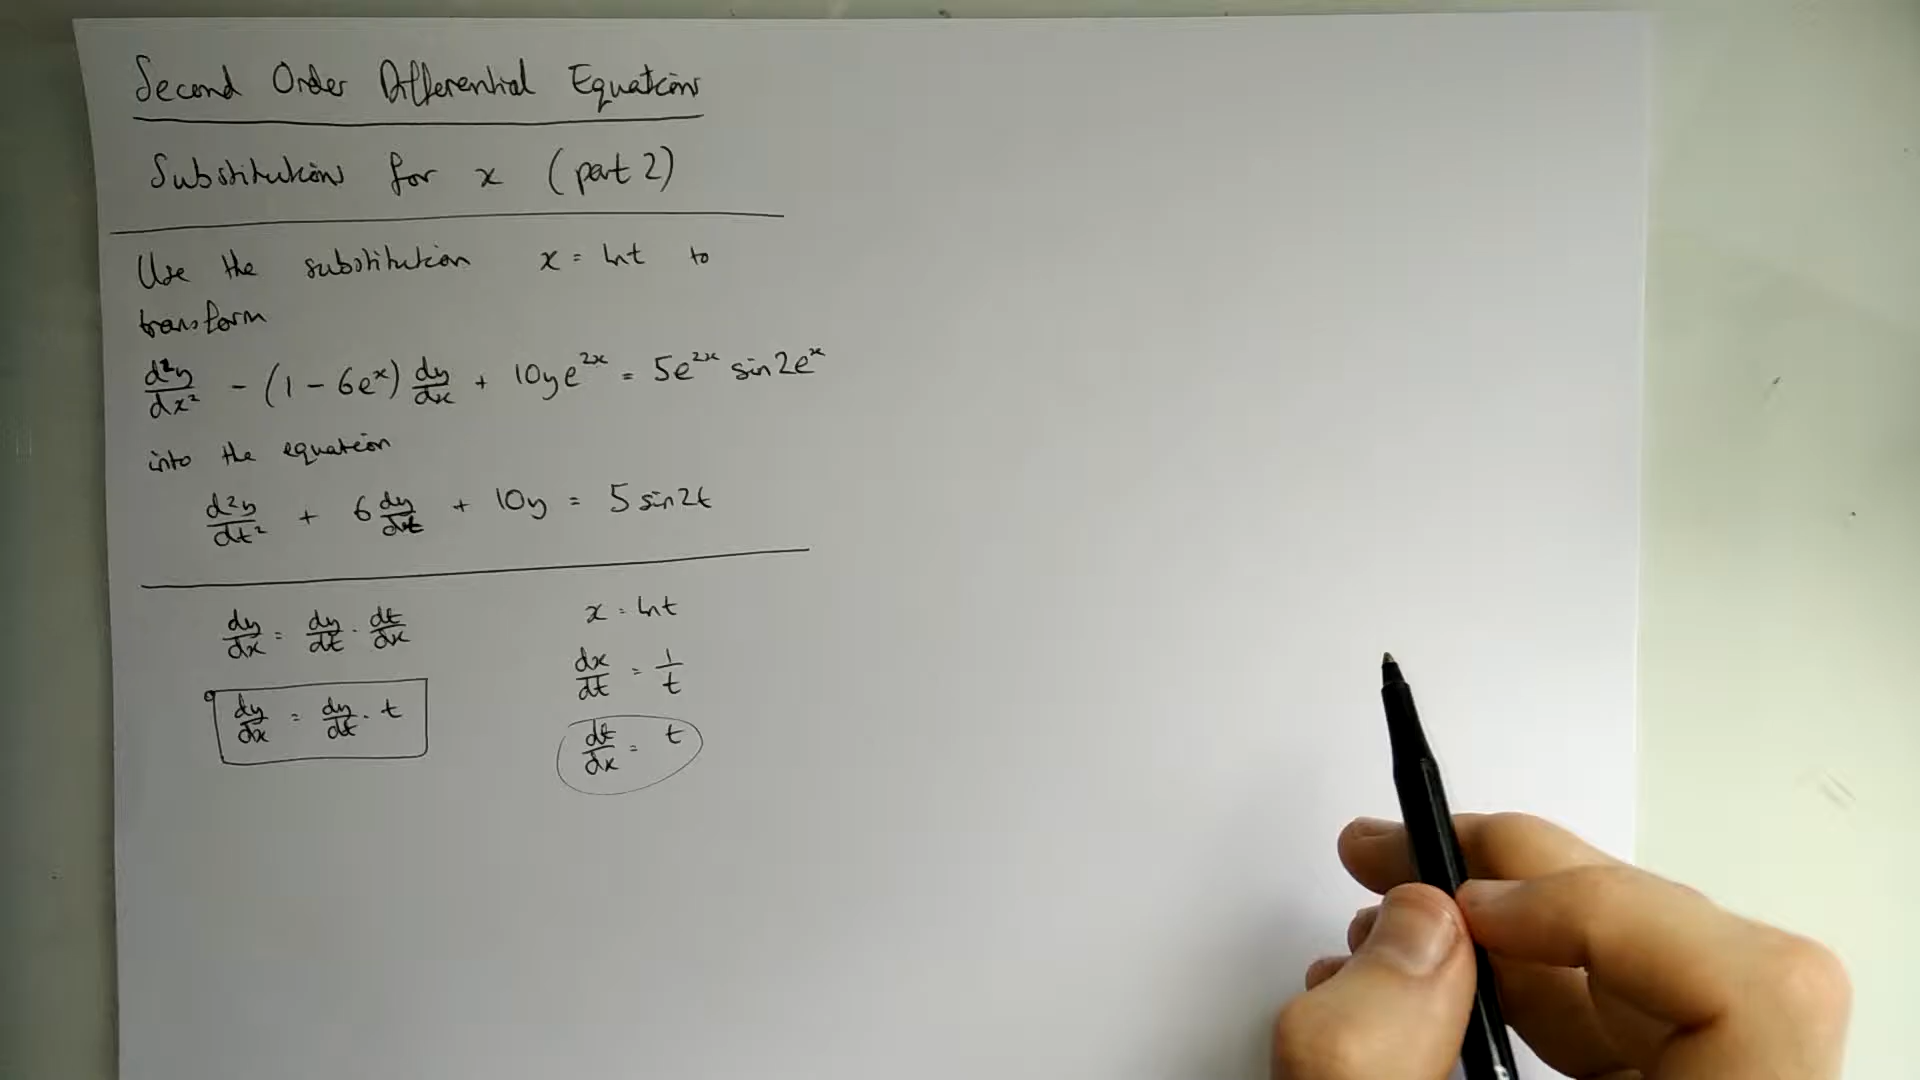 Second Order Differential Equations
Substitutions for x (part 2)
Use the substitution x = ln t to
transform
d²y/dx² - (1 - 6eˣ) dy/dx + 10ye²ˣ = 5e²ˣ sin 2eˣ
into the equation
d²y/dt² + 6 dy/dt + 10y = 5 sin 2t
dy/dx = dy/dt · dt/dx
dy/dx = dy/dt · t
x = ln t
dx/dt = 1/t
dt/dx = t